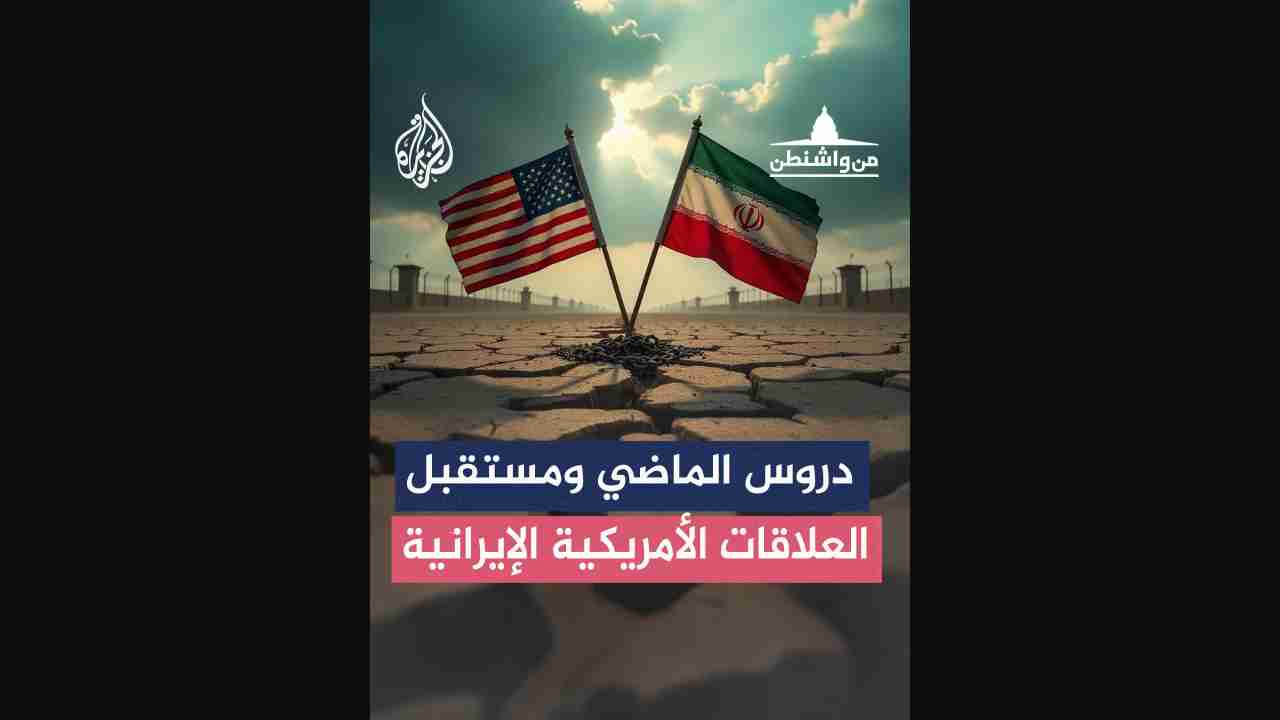 الجزيرة
من واشنطن
دروس الماضي ومستقبل
العلاقات الأمريكية الإيرانية